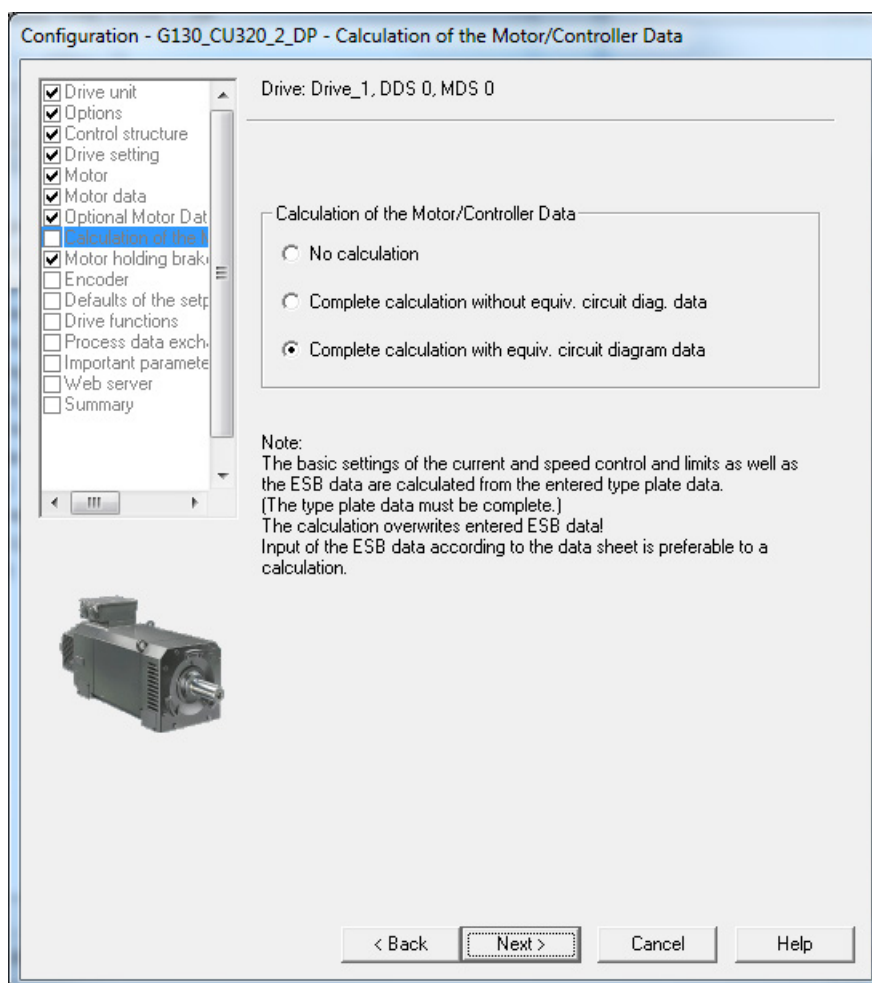 Configuration - G130_CU320_2_DP - Calculation of the Motor/Controller Data
Drive unit
Options
Control structure
Drive setting
Motor
Motor data
Optional Motor Dat
Calculation of the
Motor holding brak
Encoder
Defaults of the setp
Drive functions
Process data exch
Important paramete
Web server
Summary
Drive: Drive_1, DDS 0, MDS 0
Calculation of the Motor/Controller Data
No calculation
Complete calculation without equiv. circuit diag. data
Complete calculation with equiv. circuit diagram data
Note:
The basic settings of the current and speed control and limits as well as
the ESB data are calculated from the entered type plate data.
(The type plate data must be complete.)
The calculation overwrites entered ESB data!
Input of the ESB data according to the data sheet is preferable to a
calculation.
< Back
Next >
Cancel
Help